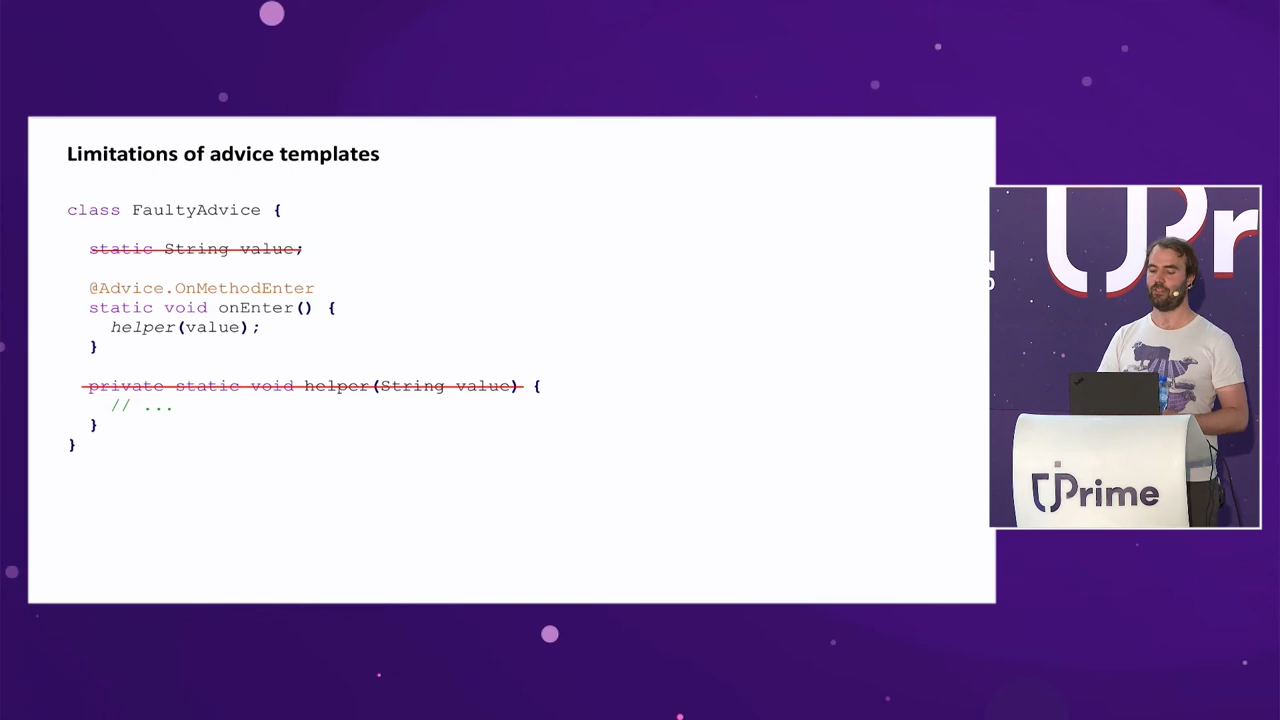 Limitations of advice templates
class FaultyAdvice {
static String value;
@Advice.OnMethodEnter
static void onEnter() {
helper(value);
}
private static void helper(String value) {
// ...
}
}
JPrime